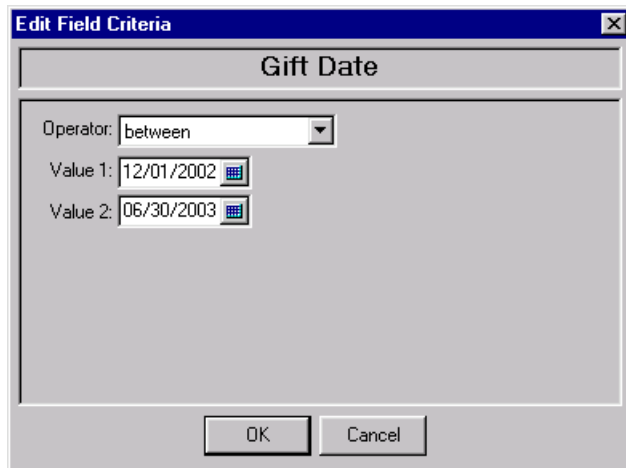 Edit Field Criteria
Gift Date
Operator: between
Value 1: 12/01/2002
Value 2: 06/30/2003
OK Cancel